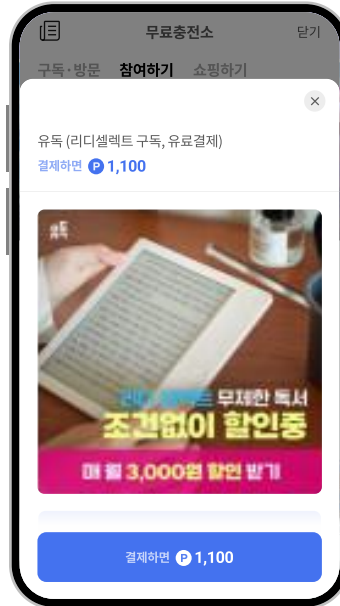 무료충전소
닫기
구독·방문 참여하기 쇼핑하기
유독 (리디셀렉트 구독, 유료결제)
결제하면 P 1,100
유독
무제한 독서
조건없이 할인중
매 월 3,000원 할인 받기
결제하면 P 1,100